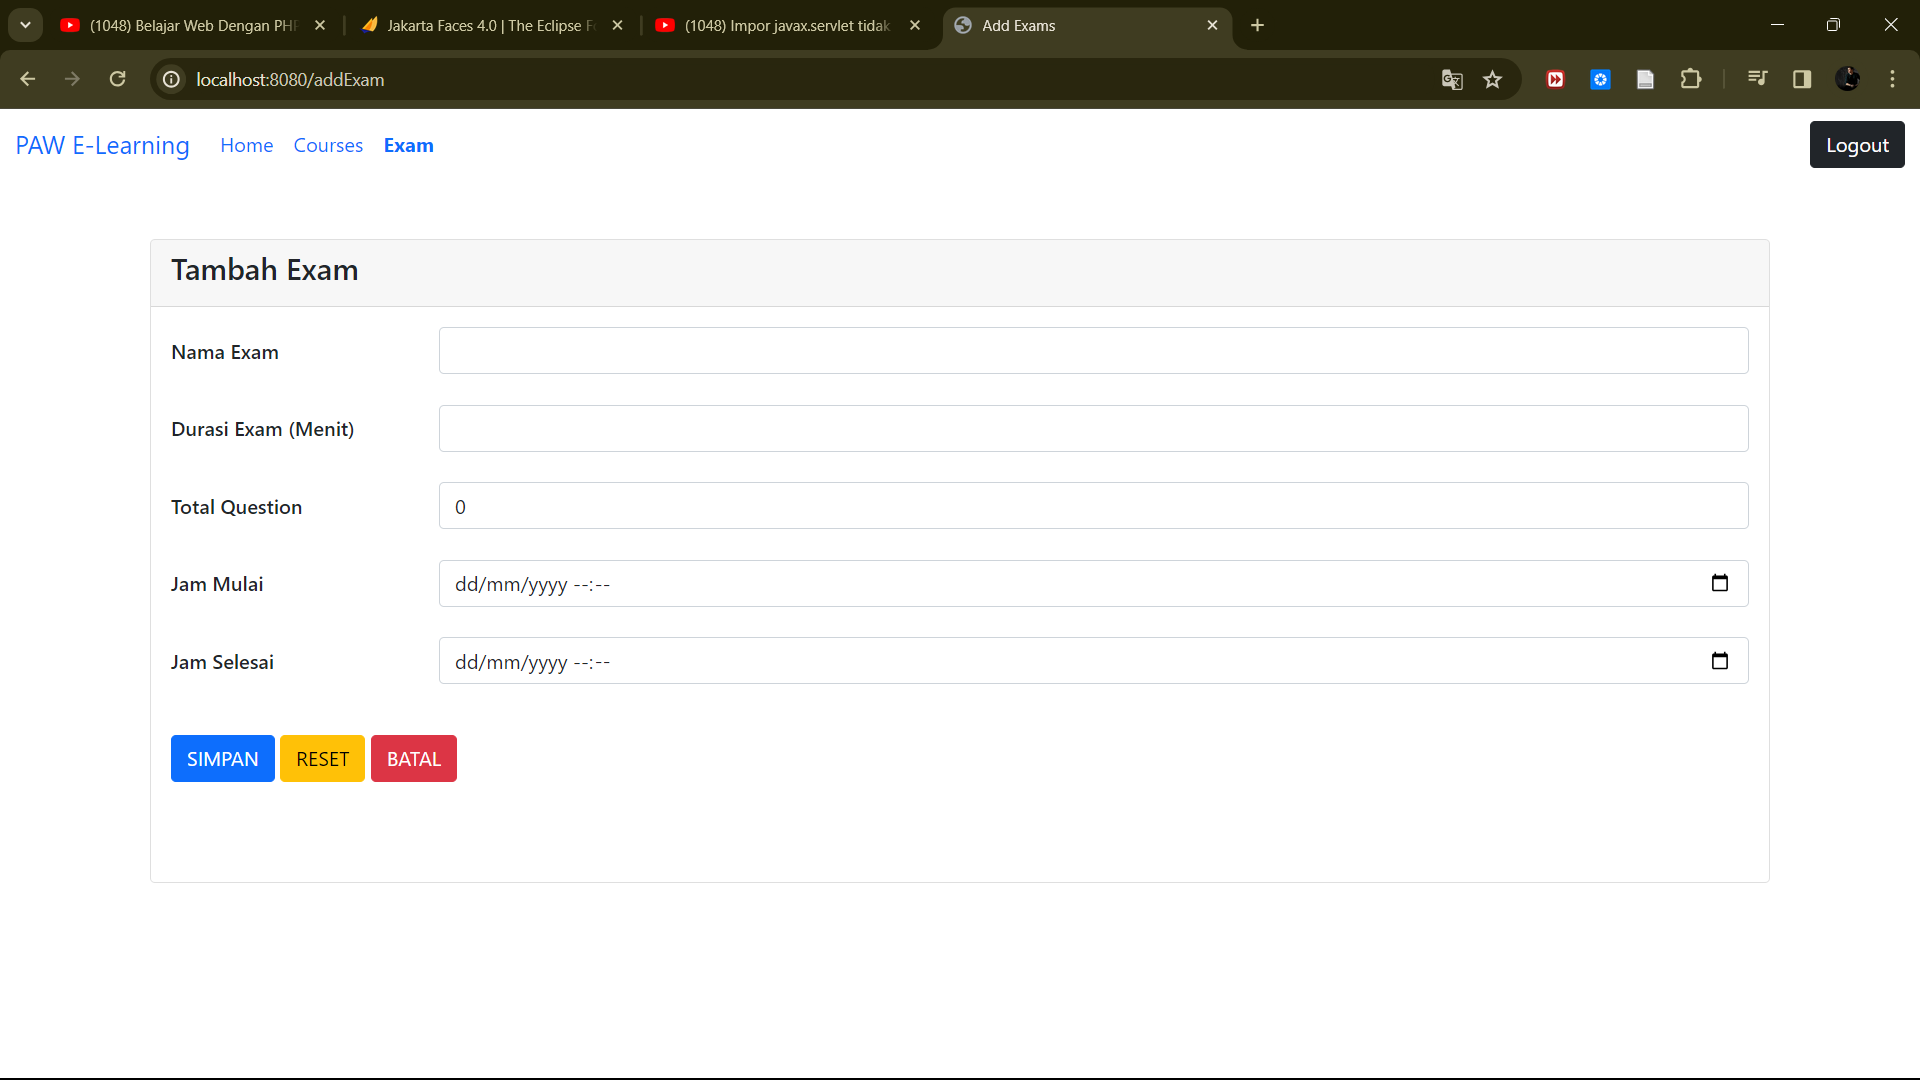 (1048) Belajar Web Dengan PHP
Jakarta Faces 4.0 | The Eclipse F
(1048) Impor javax.servlet tidak
Add Exams
localhost:8080/addExam
PAW E-Learning
Home
Courses
Exam
Logout
Tambah Exam
Nama Exam
Durasi Exam (Menit)
Total Question
0
Jam Mulai
dd/mm/yyyy --:--
Jam Selesai
dd/mm/yyyy --:--
SIMPAN
RESET
BATAL